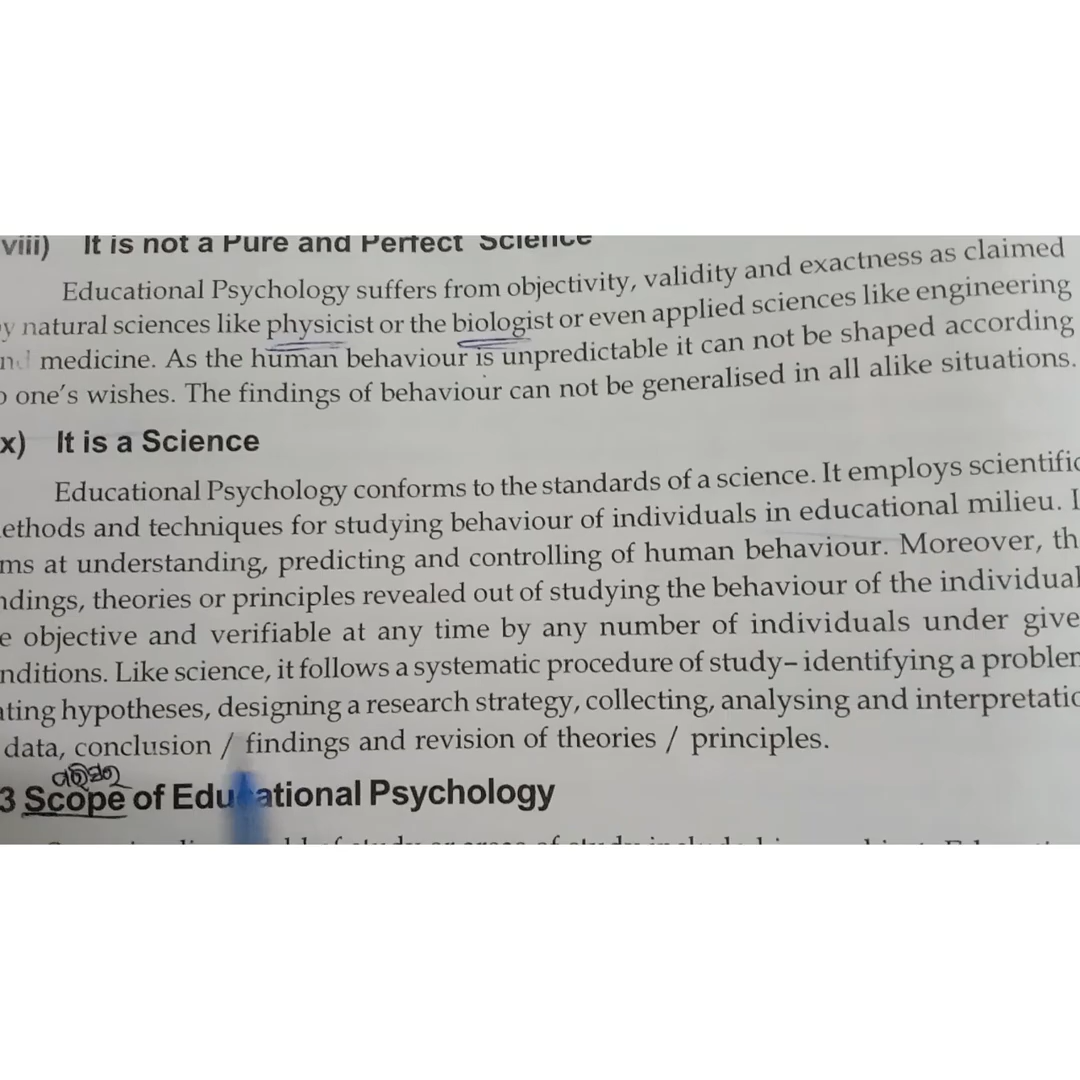 viii) It is not a Pure and Perfect Science
Educational Psychology suffers from objectivity, validity and exactness as claimed
y natural sciences like physicist or the biologist or even applied sciences like engineering
nd medicine. As the human behaviour is unpredictable it can not be shaped according
o one's wishes. The findings of behaviour can not be generalised in all alike situations.
x) It is a Science
Educational Psychology conforms to the standards of a science. It employs scientific
ethods and techniques for studying behaviour of individuals in educational milieu. I
ms at understanding, predicting and controlling of human behaviour. Moreover, th
ndings, theories or principles revealed out of studying the behaviour of the individual
e objective and verifiable at any time by any number of individuals under give
nditions. Like science, it follows a systematic procedure of study–identifying a problem
ating hypotheses, designing a research strategy, collecting, analysing and interpretatio
data, conclusion / findings and revision of theories / principles.
ପରିସର
3 Scope of Educational Psychology